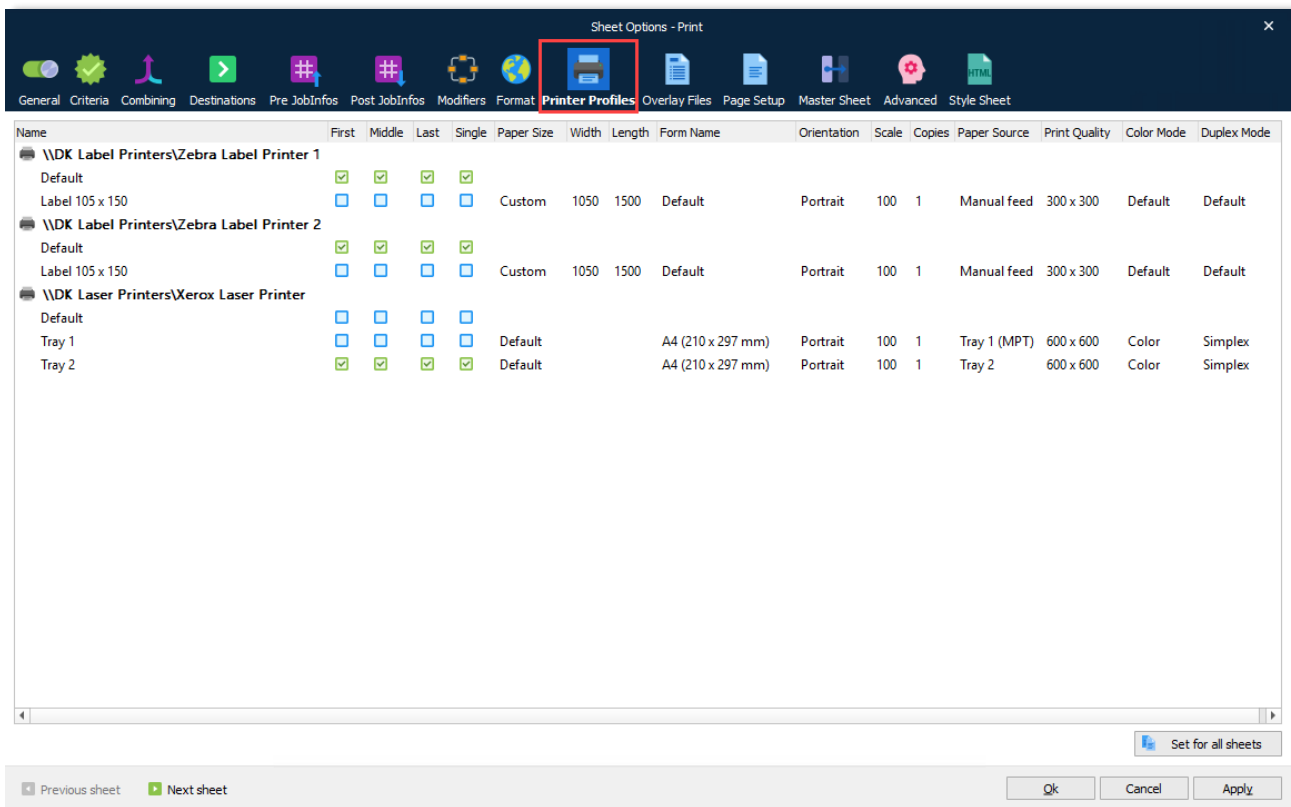 Sheet Options - Print
General Criteria Combining Destinations Pre JobInfos Post JobInfos Modifiers Format Printer Profiles Overlay Files Page Setup Master Sheet Advanced Style Sheet
HTML
Name First Middle Last Single Paper Size Width Length Form Name Orientation Scale Copies Paper Source Print Quality Color Mode Duplex Mode
\\DK Label Printers\Zebra Label Printer 1
Default
Label 105 x 150 Custom 1050 1500 Default Portrait 100 1 Manual feed 300 x 300 Default Default
\\DK Label Printers\Zebra Label Printer 2
Default
Label 105 x 150 Custom 1050 1500 Default Portrait 100 1 Manual feed 300 x 300 Default Default
\\DK Laser Printers\Xerox Laser Printer
Default
Tray 1 Default A4 (210 x 297 mm) Portrait 100 1 Tray 1 (MPT) 600 x 600 Color Simplex
Tray 2 Default A4 (210 x 297 mm) Portrait 100 1 Tray 2 600 x 600 Color Simplex
Set for all sheets
Previous sheet Next sheet Ok Cancel Apply